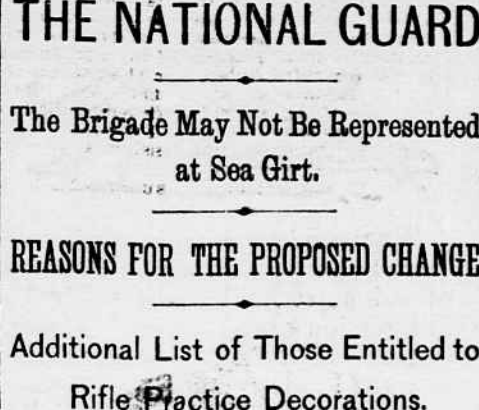 THE NATIONAL GUARD
The Brigade May Not Be Represented
at Sea Girt.
REASONS FOR THE PROPOSED CHANGE
Additional List of Those Entitled to
Rifle Practice Decorations.